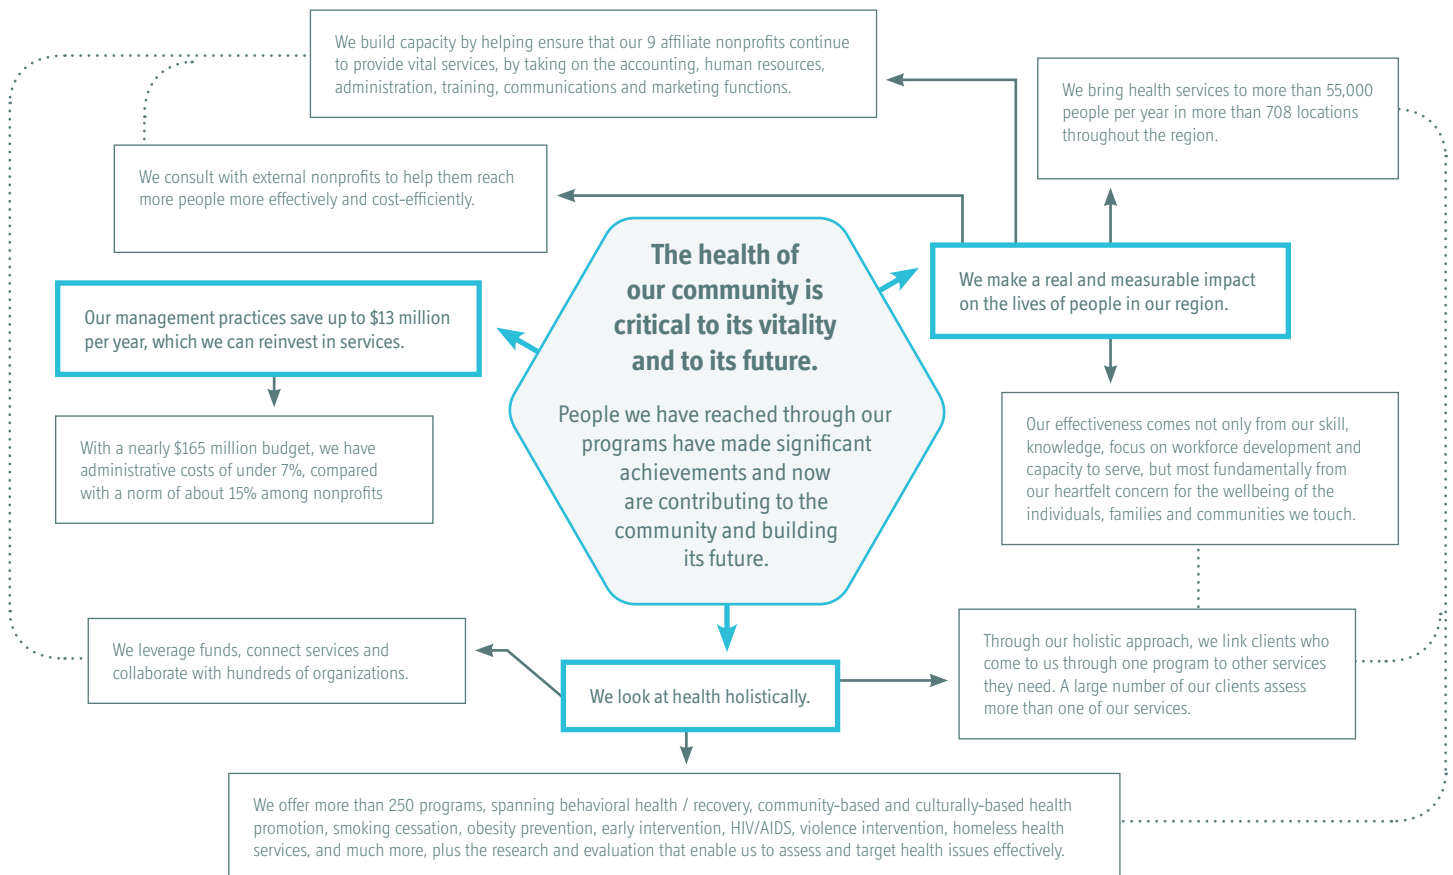 We build capacity by helping ensure that our 9 affiliate nonprofits continue
to provide vital services, by taking on the accounting, human resources,
administration, training, communications and marketing functions.
We bring health services to more than 55,000
people per year in more than 708 locations
throughout the region.
We consult with external nonprofits to help them reach
more people more effectively and cost-efficiently.
The health of
our community is
critical to its vitality
and to its future.
People we have reached through our
programs have made significant
achievements and now
are contributing to the
community and building
its future.
We make a real and measurable impact
on the lives of people in our region.
Our management practices save up to $13 million
per year, which we can reinvest in services.
With a nearly $165 million budget, we have
administrative costs of under 7%, compared
with a norm of about 15% among nonprofits
Our effectiveness comes not only from our skill,
knowledge, focus on workforce development and
capacity to serve, but most fundamentally from
our heartfelt concern for the wellbeing of the
individuals, families and communities we touch.
We leverage funds, connect services and
collaborate with hundreds of organizations.
We look at health holistically.
Through our holistic approach, we link clients who
come to us through one program to other services
they need. A large number of our clients assess
more than one of our services.
We offer more than 250 programs, spanning behavioral health / recovery, community-based and culturally-based health
promotion, smoking cessation, obesity prevention, early intervention, HIV/AIDS, violence intervention, homeless health
services, and much more, plus the research and evaluation that enable us to assess and target health issues effectively.